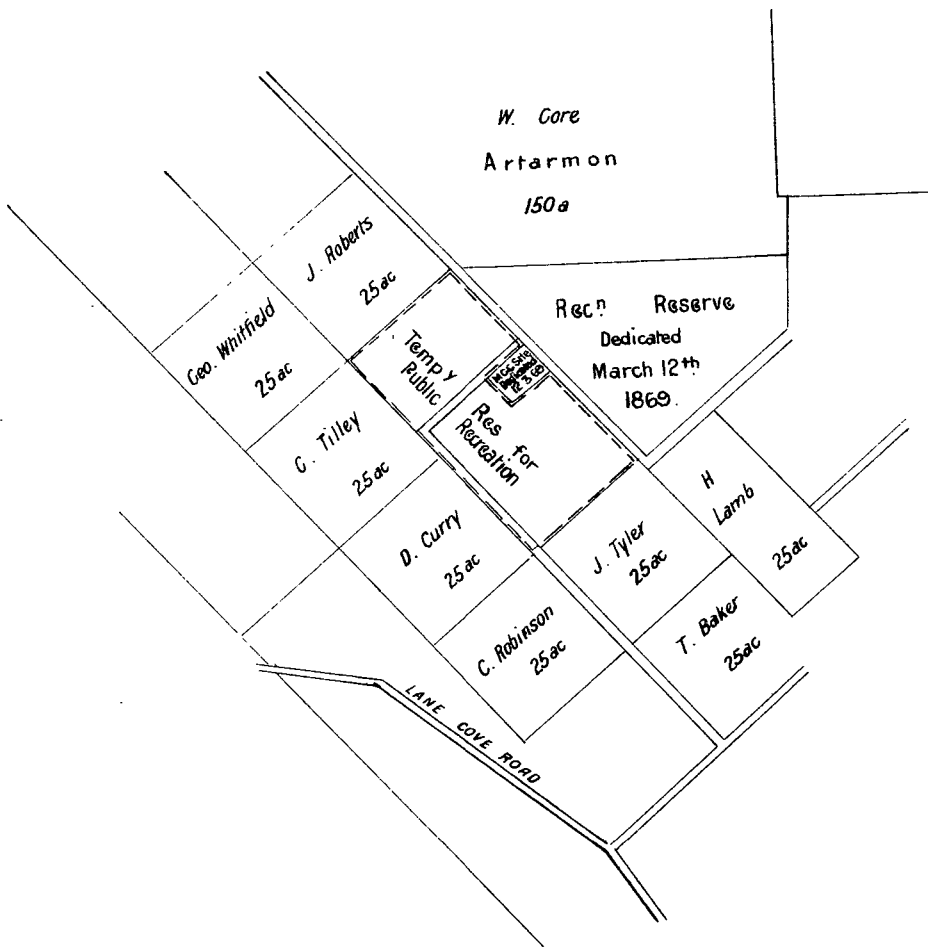 W. Core
Artarmon
150a
J. Roberts
25ac
Recn Reserve
Dedicated
March 12th
1869.
Geo. Whitfield
25ac
Tempy
Public
C. Tilley
25ac
Res for
Recreation
H
Lamb
25ac
D. Curry
25ac
J. Tyler
25ac
C. Robinson
25ac
T. Baker
25ac
LANE COVE ROAD